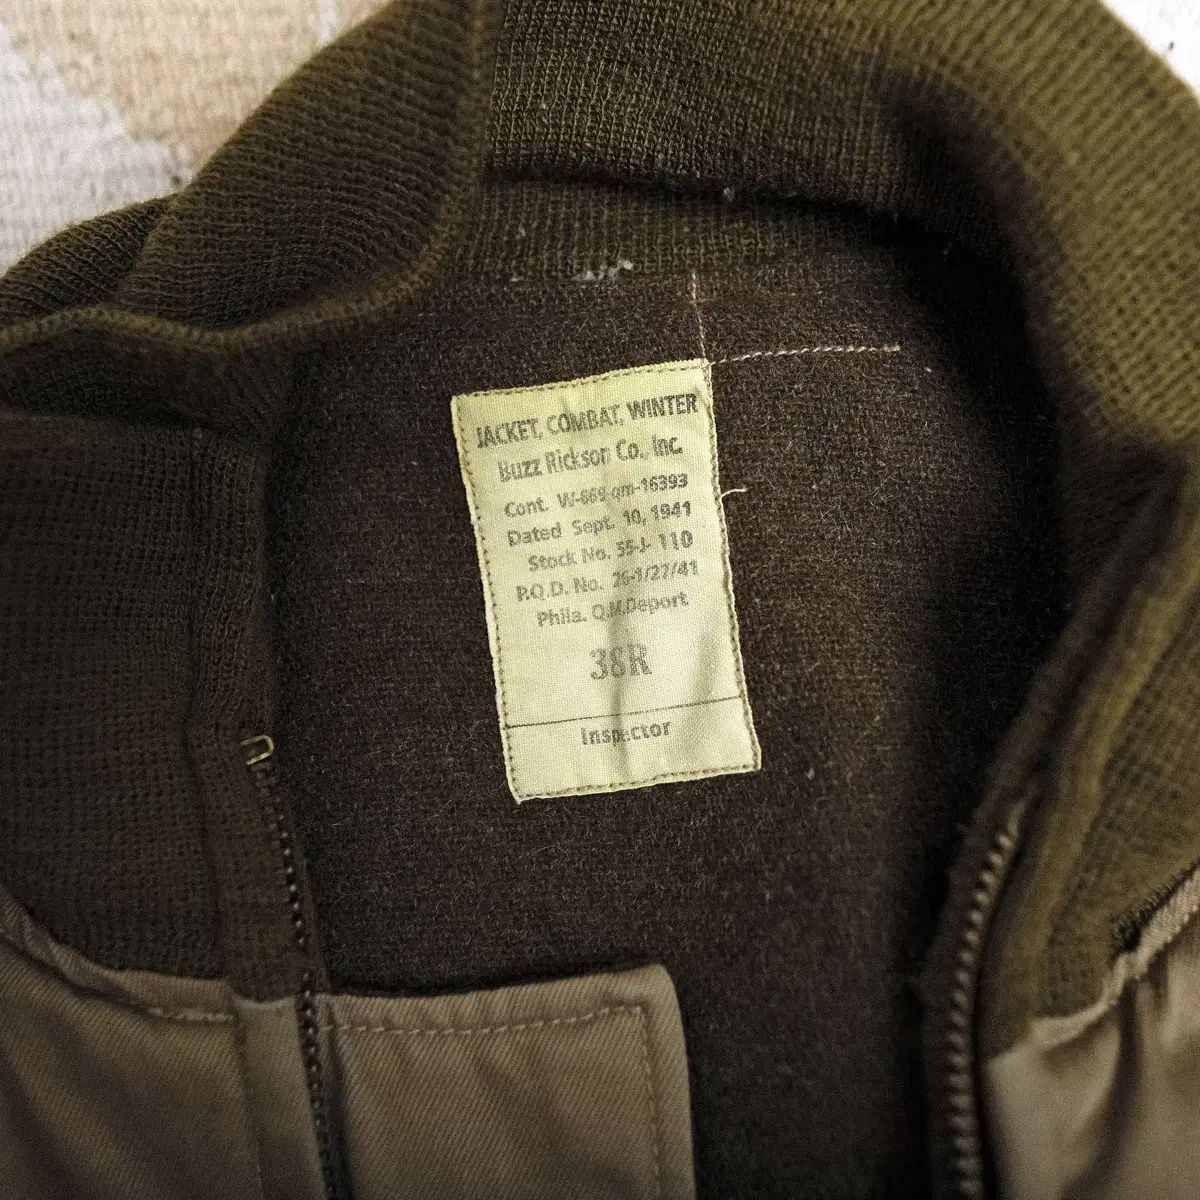 JACKET, COMBAT, WINTER
Buzz Rickson Co., Inc.
Cont. W-669-qm-16393
Dated Sept. 10, 1941
Stock No. 55-J- 110
P.Q.D. No. 26-1/27/41
Phila. Q.M.Deport
38R
Inspector